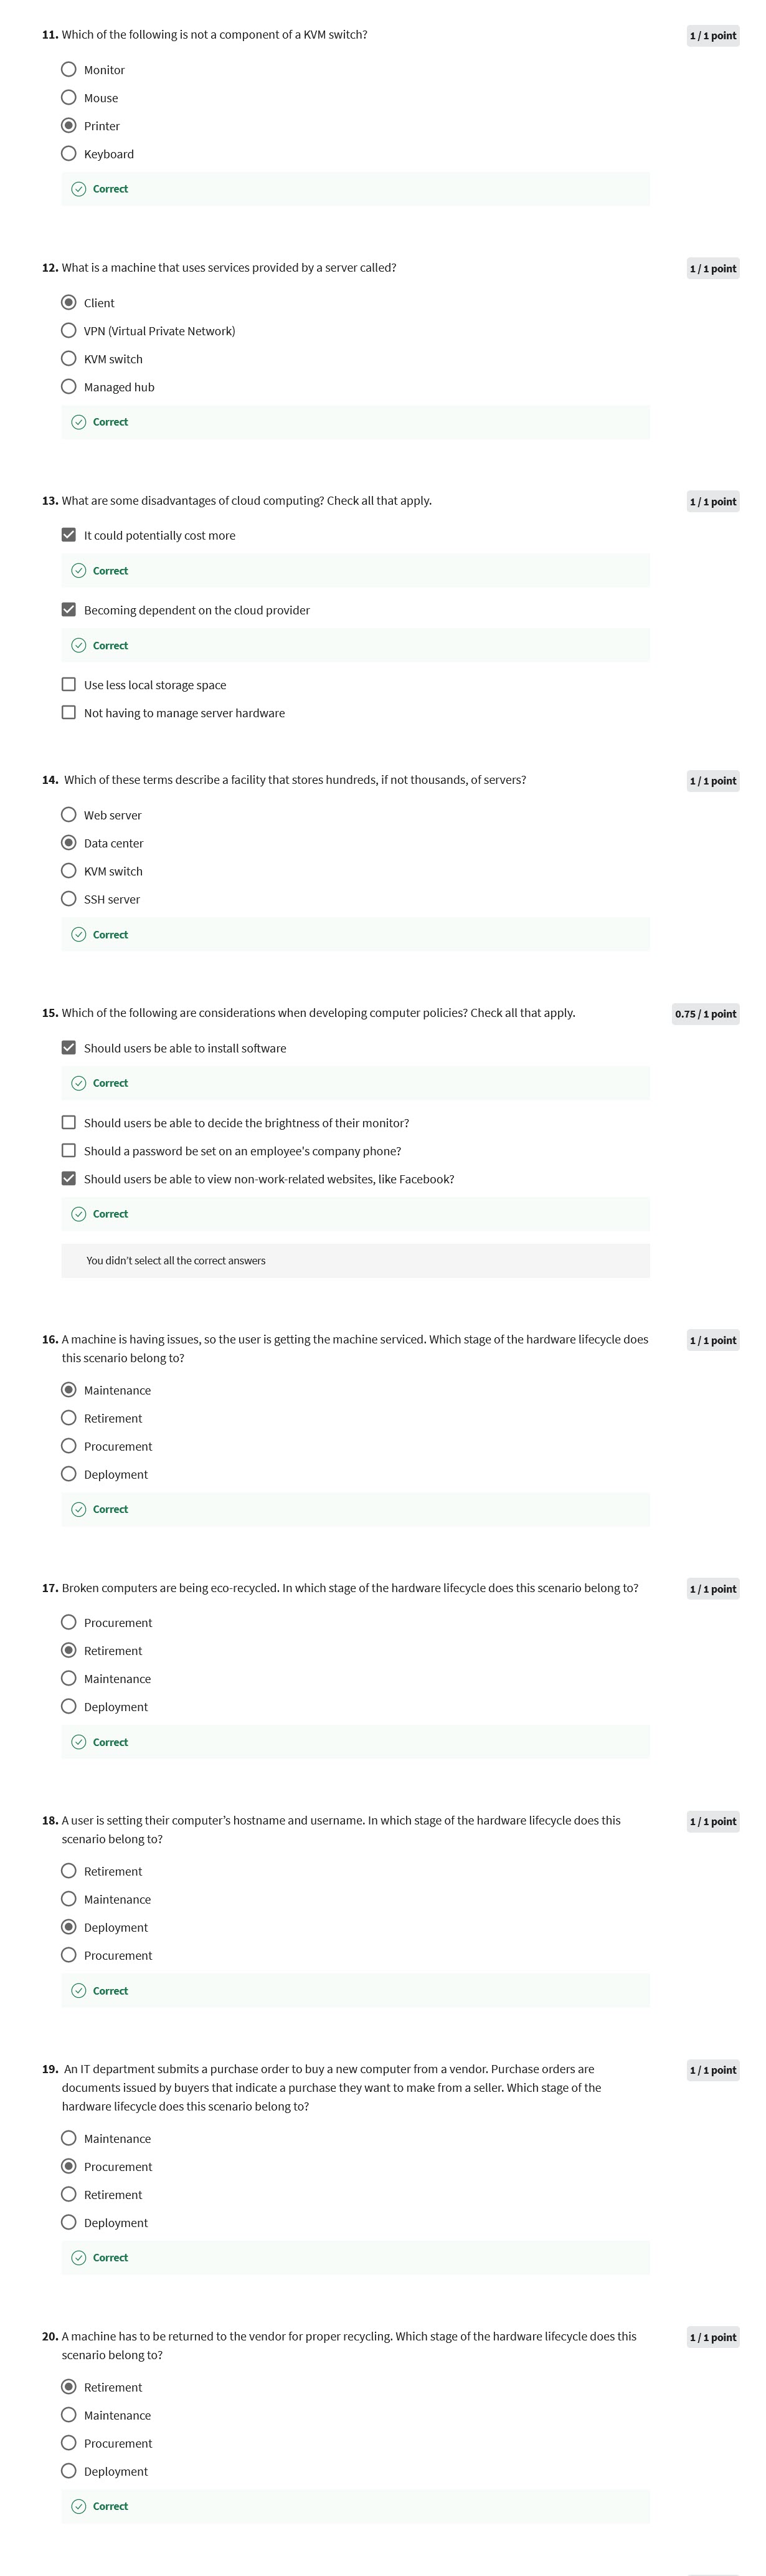 11. Which of the following is not a component of a KVM switch?
1 / 1 point
Monitor
Mouse
Printer
Keyboard
Correct
12. What is a machine that uses services provided by a server called?
1 / 1 point
Client
VPN (Virtual Private Network)
KVM switch
Managed hub
Correct
13. What are some disadvantages of cloud computing? Check all that apply.
1 / 1 point
It could potentially cost more
Correct
Becoming dependent on the cloud provider
Correct
Use less local storage space
Not having to manage server hardware
14. Which of these terms describe a facility that stores hundreds, if not thousands, of servers?
1 / 1 point
Web server
Data center
KVM switch
SSH server
Correct
15. Which of the following are considerations when developing computer policies? Check all that apply.
0.75 / 1 point
Should users be able to install software
Correct
Should users be able to decide the brightness of their monitor?
Should a password be set on an employee's company phone?
Should users be able to view non-work-related websites, like Facebook?
Correct
You didn’t select all the correct answers
16. A machine is having issues, so the user is getting the machine serviced. Which stage of the hardware lifecycle does
this scenario belong to?
1 / 1 point
Maintenance
Retirement
Procurement
Deployment
Correct
17. Broken computers are being eco-recycled. In which stage of the hardware lifecycle does this scenario belong to?
1 / 1 point
Procurement
Retirement
Maintenance
Deployment
Correct
18. A user is setting their computer’s hostname and username. In which stage of the hardware lifecycle does this
scenario belong to?
1 / 1 point
Retirement
Maintenance
Deployment
Procurement
Correct
19. An IT department submits a purchase order to buy a new computer from a vendor. Purchase orders are
documents issued by buyers that indicate a purchase they want to make from a seller. Which stage of the
hardware lifecycle does this scenario belong to?
1 / 1 point
Maintenance
Procurement
Retirement
Deployment
Correct
20. A machine has to be returned to the vendor for proper recycling. Which stage of the hardware lifecycle does this
scenario belong to?
1 / 1 point
Retirement
Maintenance
Procurement
Deployment
Correct